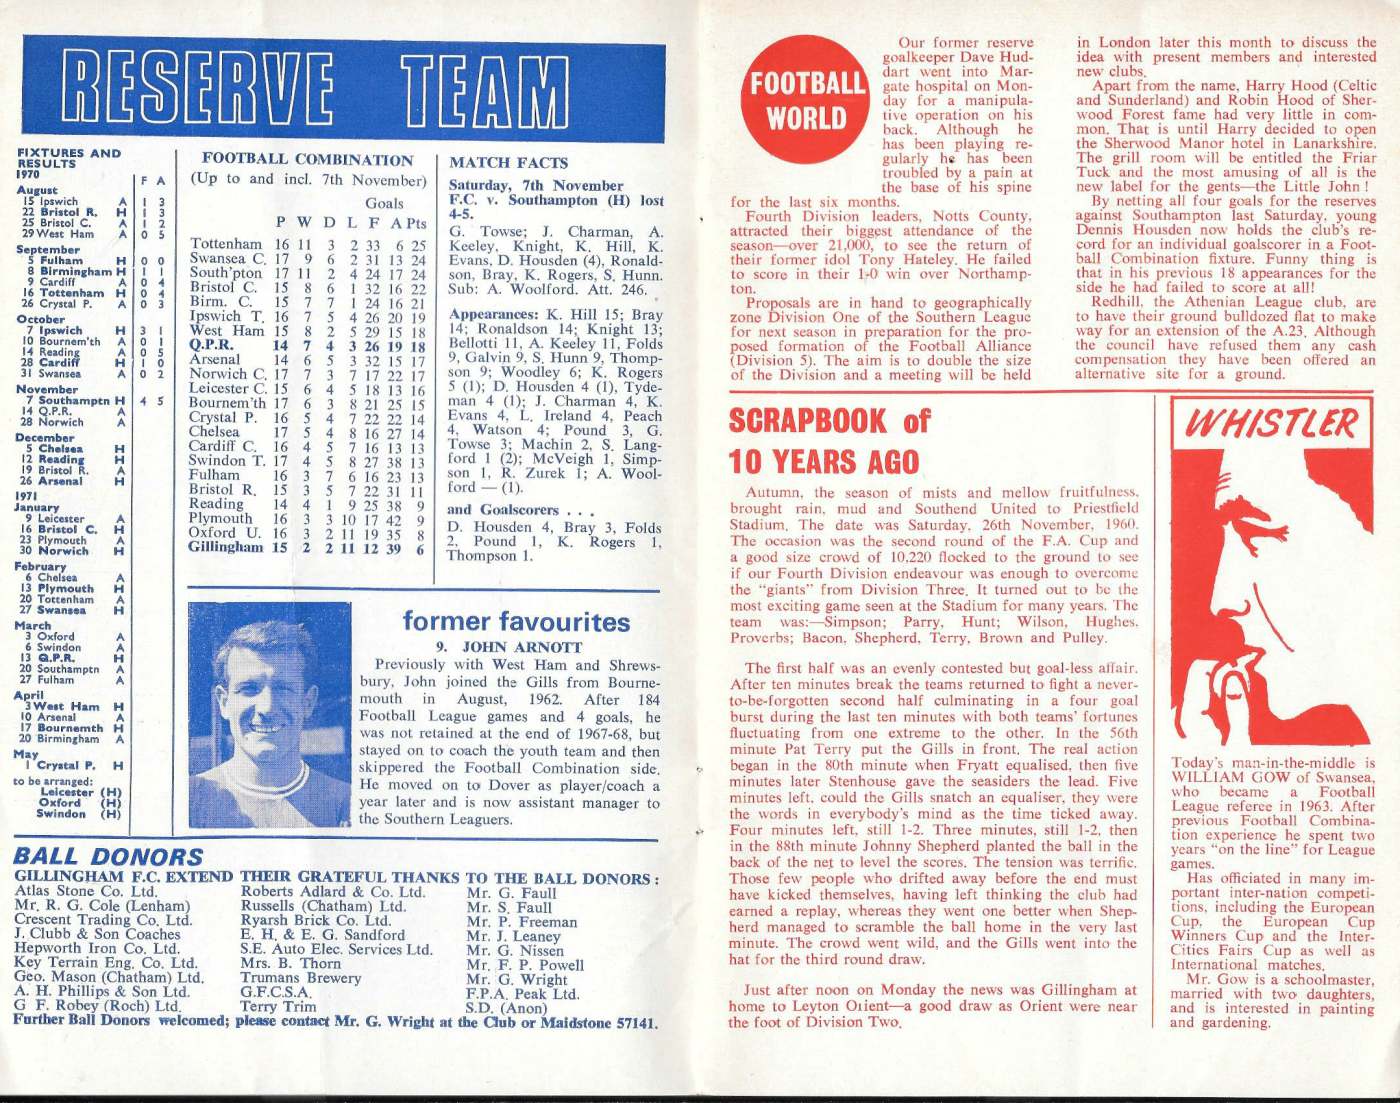 RESERVE TEAM
FIXTURES AND
RESULTS
1970
F A
August
15 Ipswich A 1 3
22 Bristol R. H 1 3
25 Bristol C. A 1 2
29 West Ham A 0 5
September
5 Fulham H 0 0
8 Birmingham H 1 1
9 Cardiff A 0 4
16 Tottenham H 0 4
26 Crystal P. A 0 3
October
7 Ipswich H 3 1
10 Bournem'th A 0 1
14 Reading A 0 5
28 Cardiff H 1 0
31 Swansea A 0 2
November
7 Southamptn H 4 5
14 Q.P.R. A
28 Norwich A
December
5 Chelsea H
12 Reading H
19 Bristol R. A
26 Arsenal H
1971
January
9 Leicester A
16 Bristol C. H
23 Plymouth A
30 Norwich H
February
6 Chelsea A
13 Plymouth H
20 Tottenham A
27 Swansea H
March
3 Oxford A
6 Swindon A
13 Q.P.R. H
20 Southamptn A
27 Fulham A
April
3 West Ham H
10 Arsenal A
17 Bournemth H
20 Birmingham A
May
1 Crystal P. H
to be arranged:
Leicester (H)
Oxford (H)
Swindon (H)
FOOTBALL COMBINATION
(Up to and incl. 7th November)
Goals
P W D L F A Pts
Tottenham 16 11 3 2 33 6 25
Swansea C. 17 9 6 2 31 13 24
South'pton 17 11 2 4 24 17 24
Bristol C. 15 8 6 1 32 16 22
Birm. C. 15 7 7 1 24 16 21
Ipswich T. 16 7 5 4 26 20 19
West Ham 15 8 2 5 29 15 18
Q.P.R. 14 7 4 3 26 19 18
Arsenal 14 6 5 3 32 15 17
Norwich C. 17 7 3 7 17 22 17
Leicester C. 15 6 4 5 18 13 16
Bournem'th 17 6 3 8 21 25 15
Crystal P. 16 5 4 7 22 22 14
Chelsea 17 5 4 8 16 27 14
Cardiff C. 16 4 5 7 16 13 13
Swindon T. 17 4 5 8 27 38 13
Fulham 16 3 7 6 16 23 13
Bristol R. 15 3 5 7 22 31 11
Reading 14 4 1 9 25 38 9
Plymouth 16 3 3 10 17 42 9
Oxford U. 16 3 2 11 19 35 8
Gillingham 15 2 2 11 12 39 6
MATCH FACTS
Saturday, 7th November
F.C. v. Southampton (H) lost
4-5.
G. Towse; J. Charman, A.
Keeley, Knight, K. Hill, K.
Evans, D. Housden (4), Ronald-
son, Bray, K. Rogers, S. Hunn.
Sub: A. Woolford. Att. 246.
Appearances: K. Hill 15; Bray
14; Ronaldson 14; Knight 13;
Bellotti 11, A. Keeley 11, Folds
9, Galvin 9, S. Hunn 9, Thomp-
son 9; Woodley 6; K. Rogers
5 (1); D. Housden 4 (1), Tyde-
man 4 (1); J. Charman 4, K.
Evans 4, L. Ireland 4, Peach
4, Watson 4; Pound 3, G.
Towse 3; Machin 2, S. Lang-
ford 1 (2); McVeigh 1, Simp-
son 1, R. Zurek 1; A. Wool-
ford — (1).
and Goalscorers . . .
D. Housden 4, Bray 3, Folds
2, Pound 1, K. Rogers 1,
Thompson 1.
former favourites
9. JOHN ARNOTT
Previously with West Ham and Shrews-
bury, John joined the Gills from Bourne-
mouth in August, 1962. After 184
Football League games and 4 goals, he
was not retained at the end of 1967-68, but
stayed on to coach the youth team and then
skippered the Football Combination side.
He moved on to Dover as player/coach a
year later and is now assistant manager to
the Southern Leaguers.
BALL DONORS
GILLINGHAM F.C. EXTEND THEIR GRATEFUL THANKS TO THE BALL DONORS :
Atlas Stone Co. Ltd. Roberts Adlard & Co. Ltd. Mr. G. Faull
Mr. R. G. Cole (Lenham) Russells (Chatham) Ltd. Mr. S. Faull
Crescent Trading Co. Ltd. Ryarsh Brick Co. Ltd. Mr. P. Freeman
J. Clubb & Son Coaches E. H. & E. G. Sandford Mr. J. Leaney
Hepworth Iron Co. Ltd. S.E. Auto Elec. Services Ltd. Mr. G. Nissen
Key Terrain Eng. Co. Ltd. Mrs. B. Thorn Mr. F. P. Powell
Geo. Mason (Chatham) Ltd. Trumans Brewery Mr. G. Wright
A. H. Phillips & Son Ltd. G.F.C.S.A. F.P.A. Peak Ltd.
G F. Robey (Roch) Ltd. Terry Trim S.D. (Anon)
Further Ball Donors welcomed; please contact Mr. G. Wright at the Club or Maidstone 57141.
FOOTBALL
WORLD
Our former reserve
goalkeeper Dave Hud-
dart went into Mar-
gate hospital on Mon-
day for a manipula-
tive operation on his
back. Although he
has been playing re-
gularly he has been
troubled by a pain at
the base of his spine
for the last six months.
Fourth Division leaders, Notts County,
attracted their biggest attendance of the
season—over 21,000, to see the return of
their former idol Tony Hateley. He failed
to score in their 1-0 win over Northamp-
ton.
Proposals are in hand to geographically
zone Division One of the Southern League
for next season in preparation for the pro-
posed formation of the Football Alliance
(Division 5). The aim is to double the size
of the Division and a meeting will be held
in London later this month to discuss the
idea with present members and interested
new clubs.
Apart from the name, Harry Hood (Celtic
and Sunderland) and Robin Hood of Sher-
wood Forest fame had very little in com-
mon. That is until Harry decided to open
the Sherwood Manor hotel in Lanarkshire.
The grill room will be entitled the Friar
Tuck and the most amusing of all is the
new label for the gents—the Little John !
By netting all four goals for the reserves
against Southampton last Saturday, young
Dennis Housden now holds the club's re-
cord for an individual goalscorer in a Foot-
ball Combination fixture. Funny thing is
that in his previous 18 appearances for the
side he had failed to score at all!
Redhill, the Athenian League club, are
to have their ground bulldozed flat to make
way for an extension of the A.23. Although
the council have refused them any cash
compensation they have been offered an
alternative site for a ground.
SCRAPBOOK of
10 YEARS AGO
Autumn, the season of mists and mellow fruitfulness,
brought rain, mud and Southend United to Priestfield
Stadium. The date was Saturday, 26th November, 1960.
The occasion was the second round of the F.A. Cup and
a good size crowd of 10,220 flocked to the ground to see
if our Fourth Division endeavour was enough to overcome
the "giants" from Division Three. It turned out to be the
most exciting game seen at the Stadium for many years. The
team was:—Simpson; Parry, Hunt; Wilson, Hughes,
Proverbs; Bacon, Shepherd, Terry, Brown and Pulley.
The first half was an evenly contested but goal-less affair.
After ten minutes break the teams returned to fight a never-
to-be-forgotten second half culminating in a four goal
burst during the last ten minutes with both teams' fortunes
fluctuating from one extreme to the other. In the 56th
minute Pat Terry put the Gills in front. The real action
began in the 80th minute when Fryatt equalised, then five
minutes later Stenhouse gave the seasiders the lead. Five
minutes left, could the Gills snatch an equaliser, they were
the words in everybody's mind as the time ticked away.
Four minutes left, still 1-2. Three minutes, still 1-2, then
in the 88th minute Johnny Shepherd planted the ball in the
back of the net to level the scores. The tension was terrific.
Those few people who drifted away before the end must
have kicked themselves, having left thinking the club had
earned a replay, whereas they went one better when Shep-
herd managed to scramble the ball home in the very last
minute. The crowd went wild, and the Gills went into the
hat for the third round draw.
Just after noon on Monday the news was Gillingham at
home to Leyton Orient—a good draw as Orient were near
the foot of Division Two.
WHISTLER
Today's man-in-the-middle is
WILLIAM GOW of Swansea,
who became a Football
League referee in 1963. After
previous Football Combina-
tion experience he spent two
years "on the line" for League
games.
Has officiated in many im-
portant inter-nation competi-
tions, including the European
Cup, the European Cup
Winners Cup and the Inter-
Cities Fairs Cup as well as
International matches.
Mr. Gow is a schoolmaster,
married with two daughters,
and is interested in painting
and gardening.